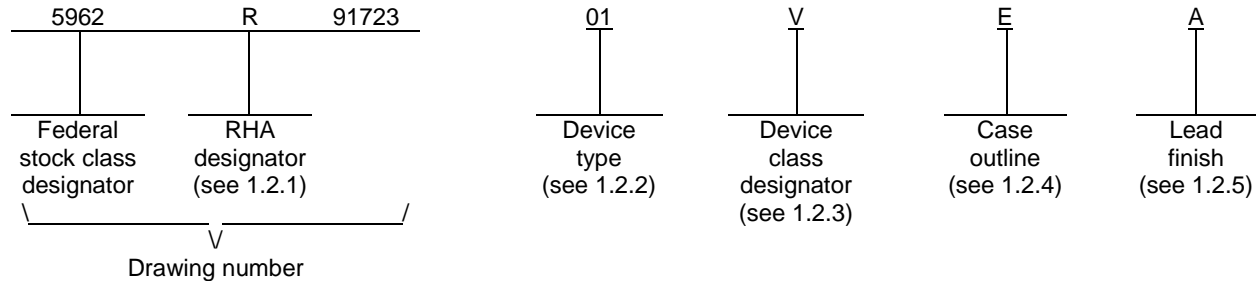 5962 R 91723 01 V E A
Federal RHA Device Device Case Lead
stock class designator type class outline finish
designator (see 1.2.1) (see 1.2.2) designator (see 1.2.4) (see 1.2.5)
(see 1.2.3)
Drawing number